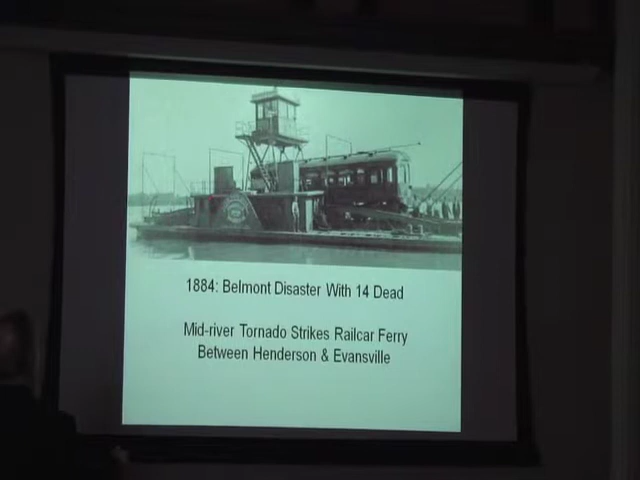 1884: Belmont Disaster With 14 Dead
Mid-river Tornado Strikes Railcar Ferry
Between Henderson & Evansville